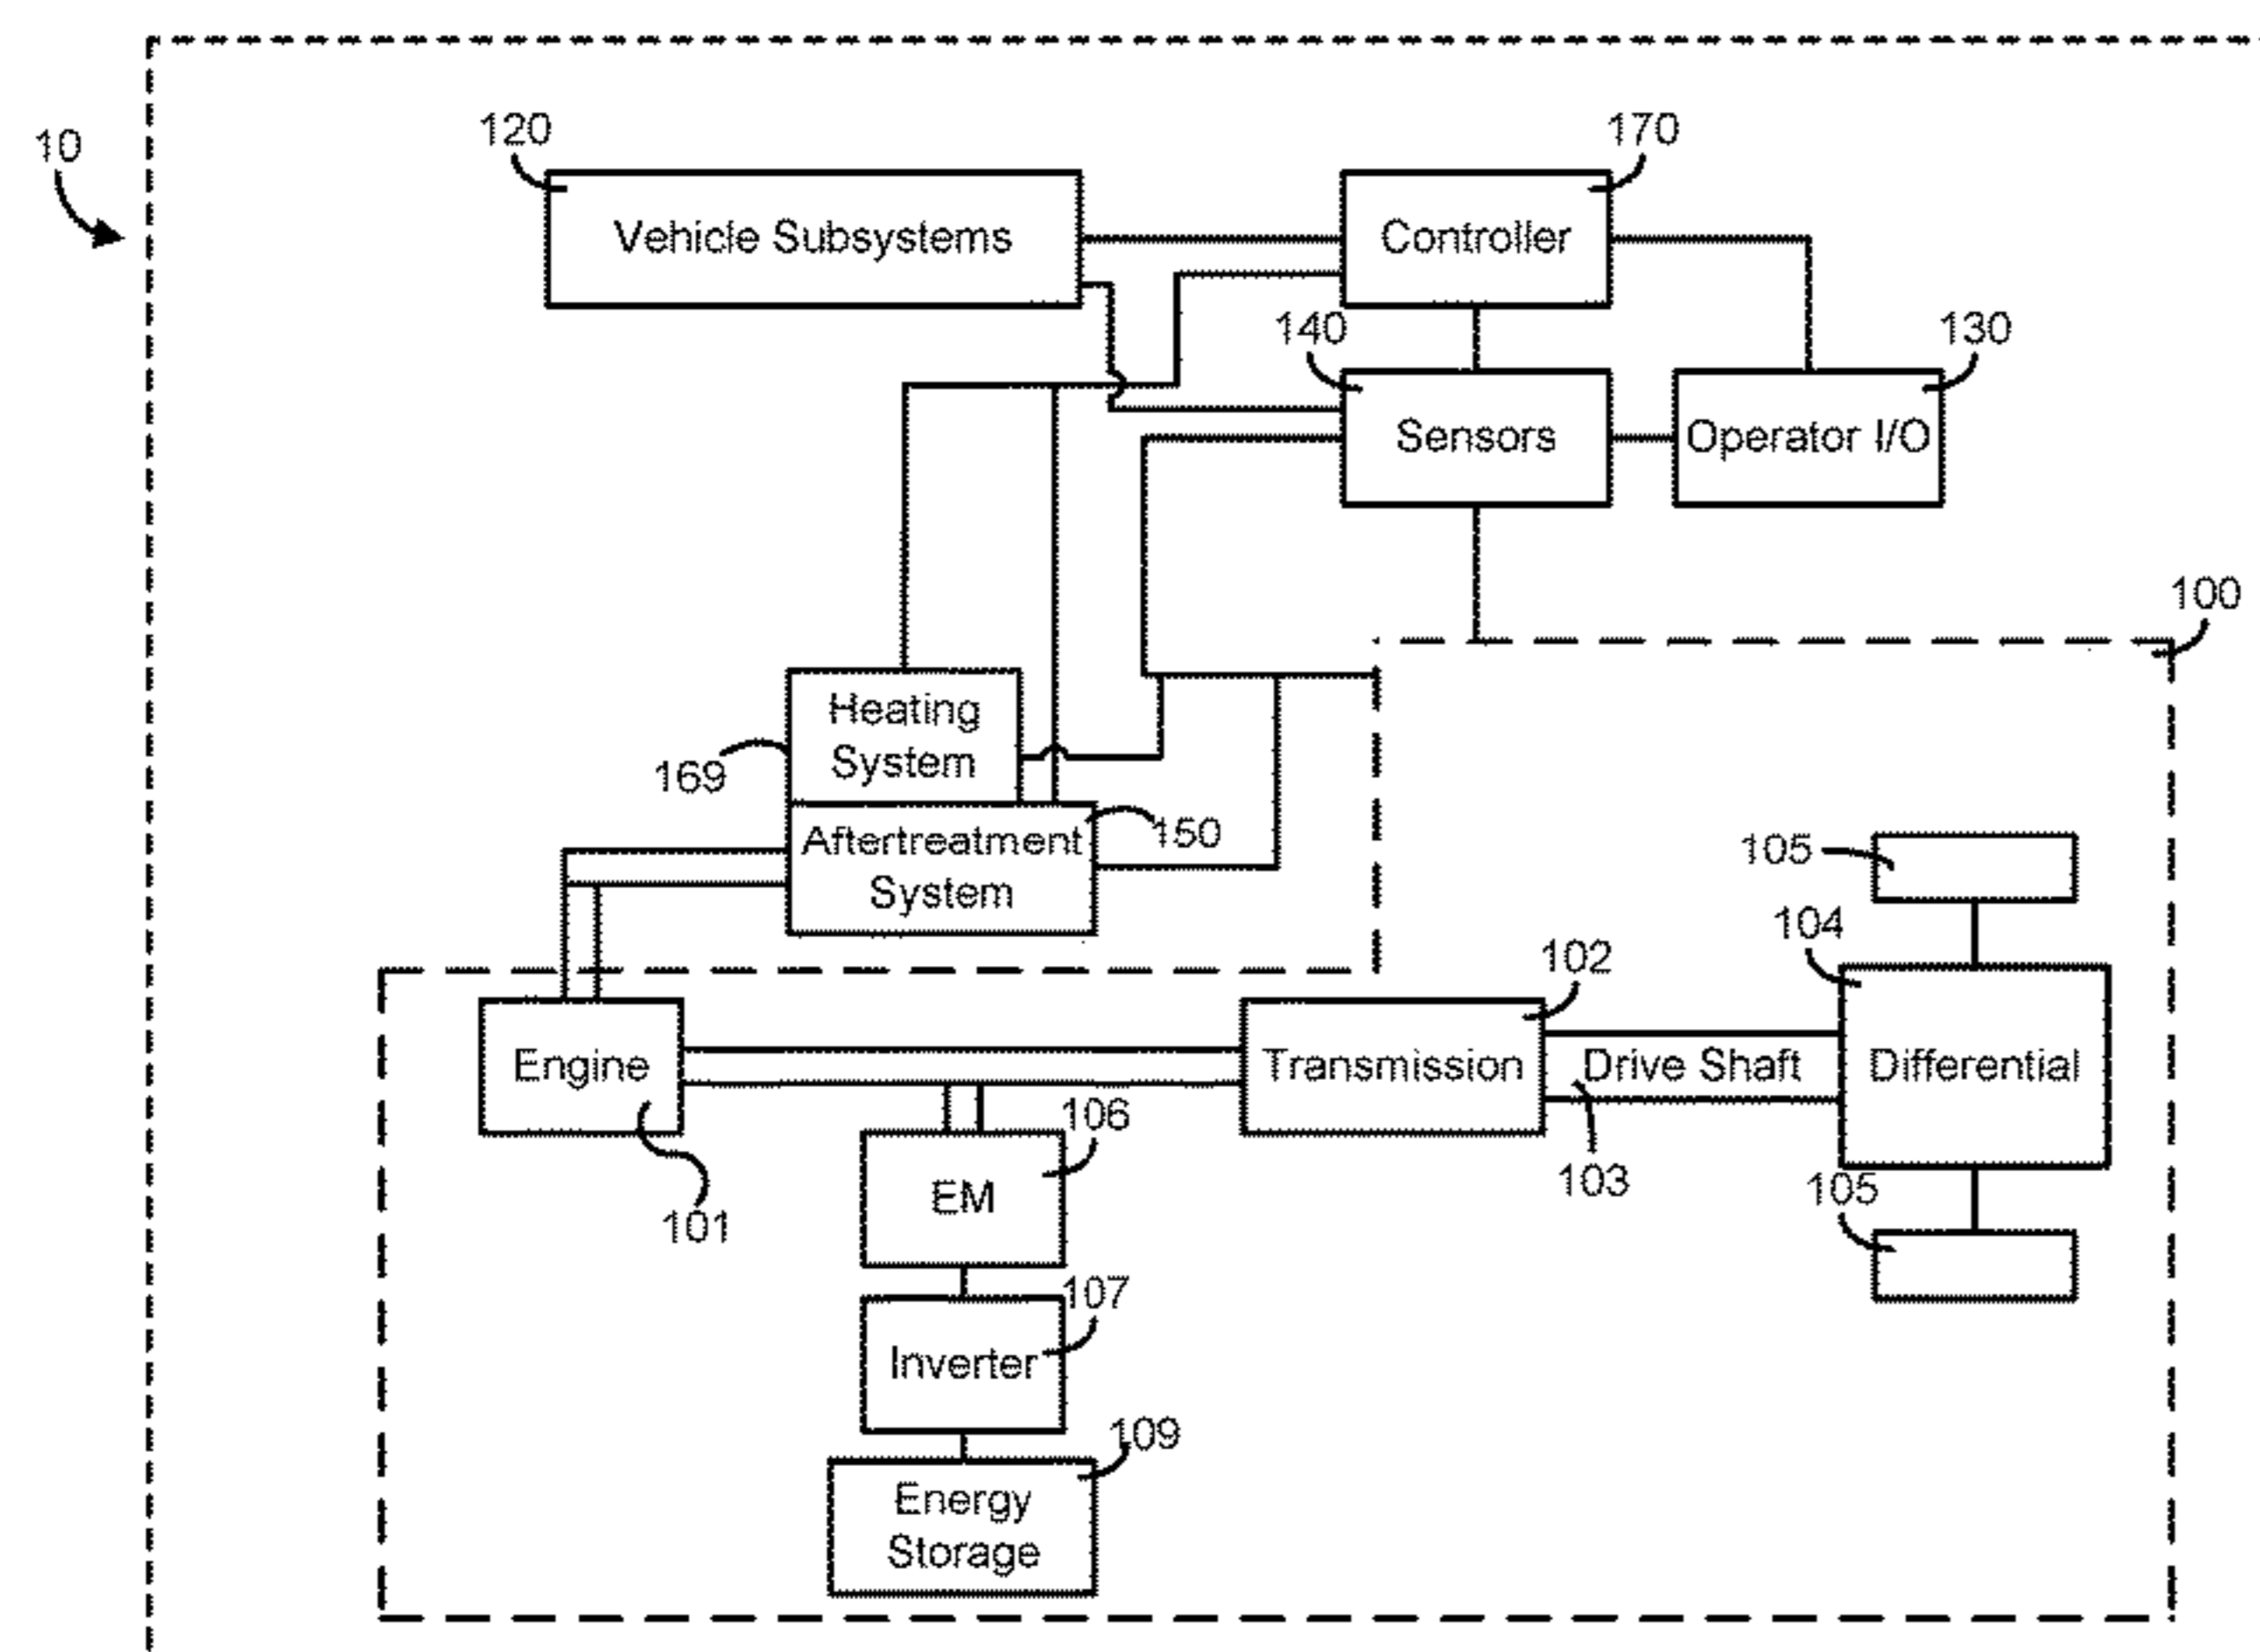 10
120
170
Vehicle Subsystems
Controller
140
130
Sensors
Operator I/O
100
Heating
System
169
Aftertreatment
System
150
105
104
102
Engine
Transmission
Drive Shaft
Differential
106
103
105
101
EM
107
Inverter
109
Energy
Storage